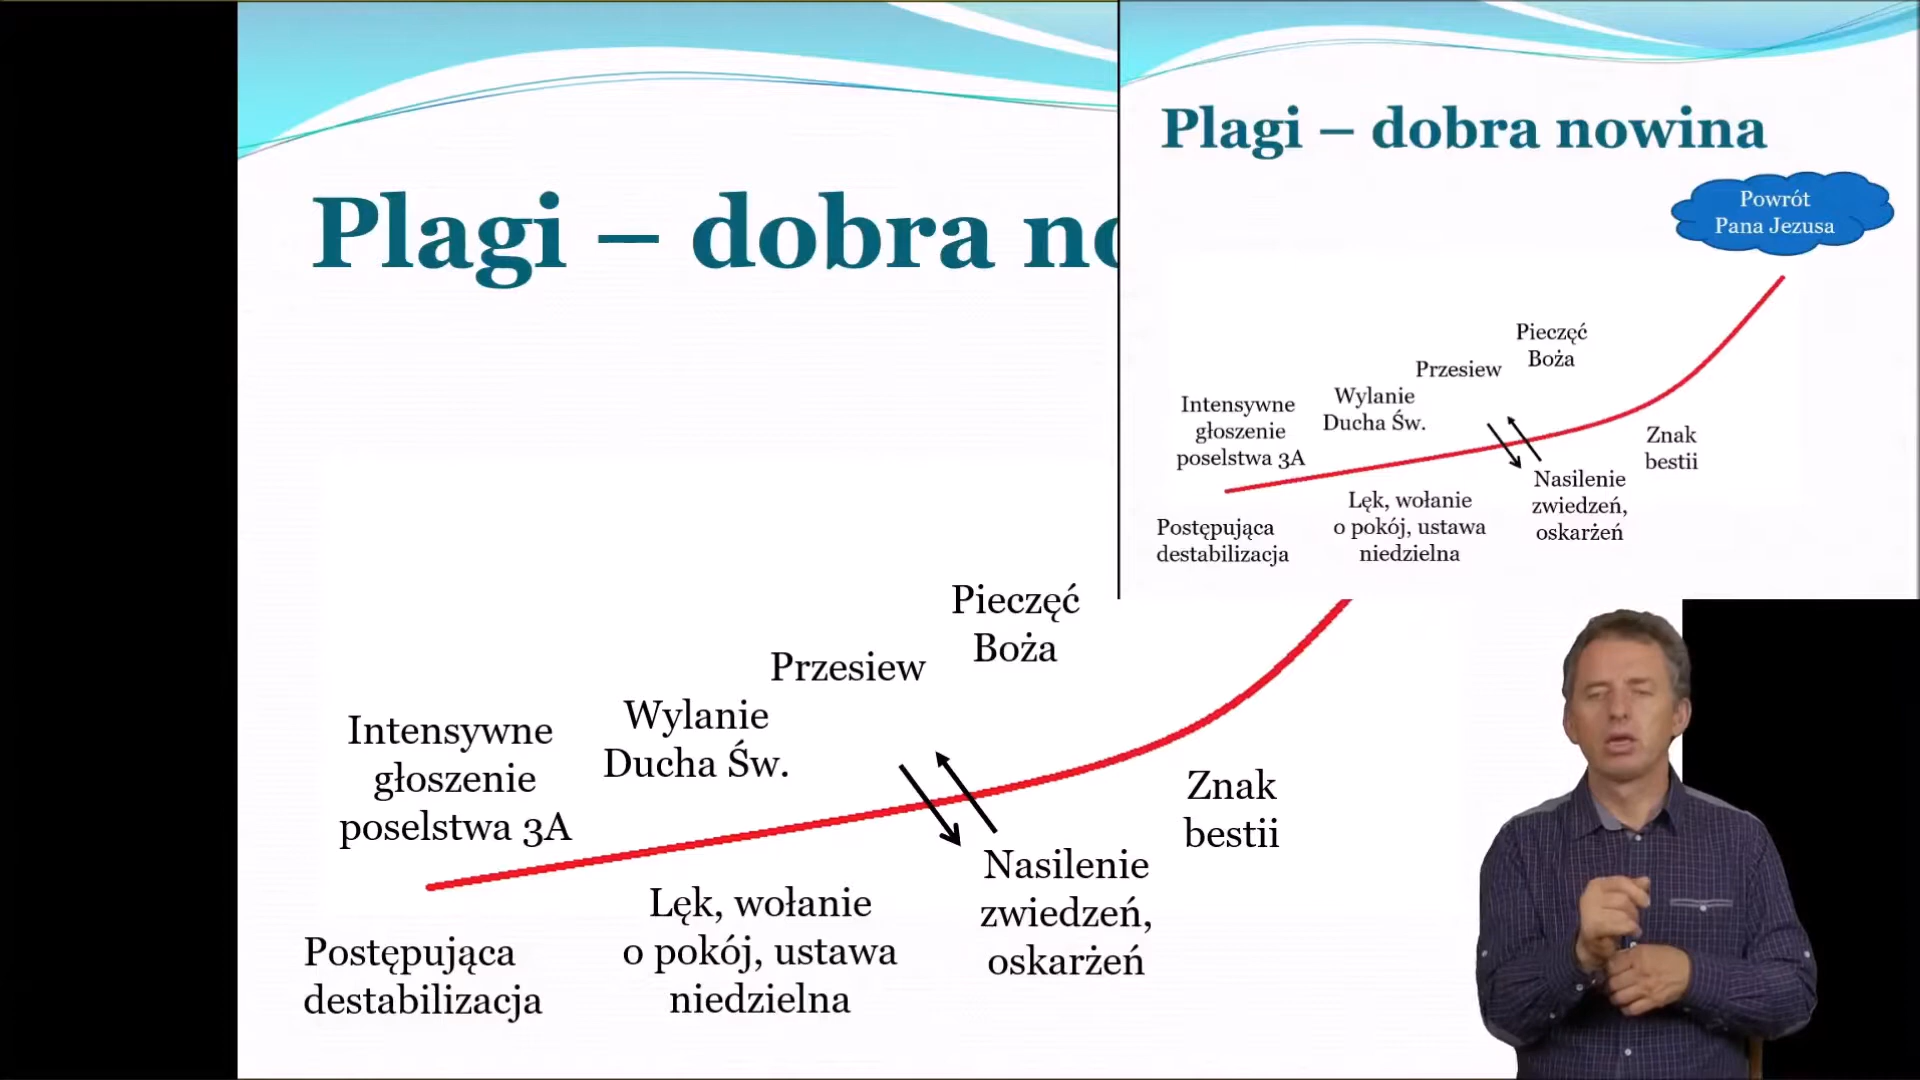 Plagi – dobra no
Pieczęć
Boża
Przesiew
Wylanie
Ducha Św.
Intensywne
głoszenie
poselstwa 3A
Znak
bestii
Nasilenie
zwiedzeń,
oskarżeń
Lęk, wołanie
o pokój, ustawa
niedzielna
Postępująca
destabilizacja
Plagi – dobra nowina
Powrót
Pana Jezusa
Pieczęć
Boża
Przesiew
Wylanie
Ducha Św.
Intensywne
głoszenie
poselstwa 3A
Znak
bestii
Nasilenie
zwiedzeń,
oskarżeń
Lęk, wołanie
o pokój, ustawa
niedzielna
Postępująca
destabilizacja